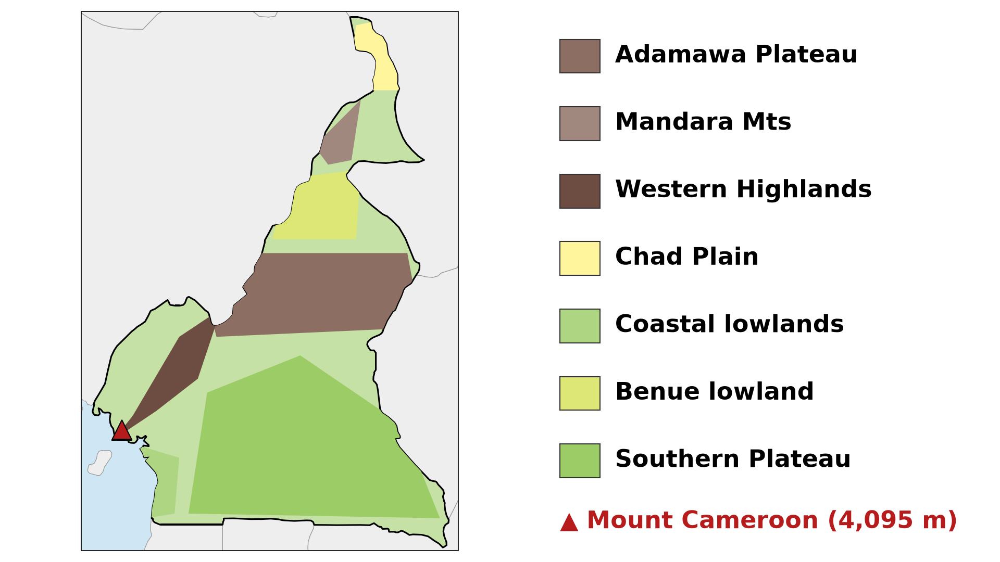 Adamawa Plateau
Mandara Mts
Western Highlands
Chad Plain
Coastal lowlands
Benue lowland
Southern Plateau
▲ Mount Cameroon (4,095 m)